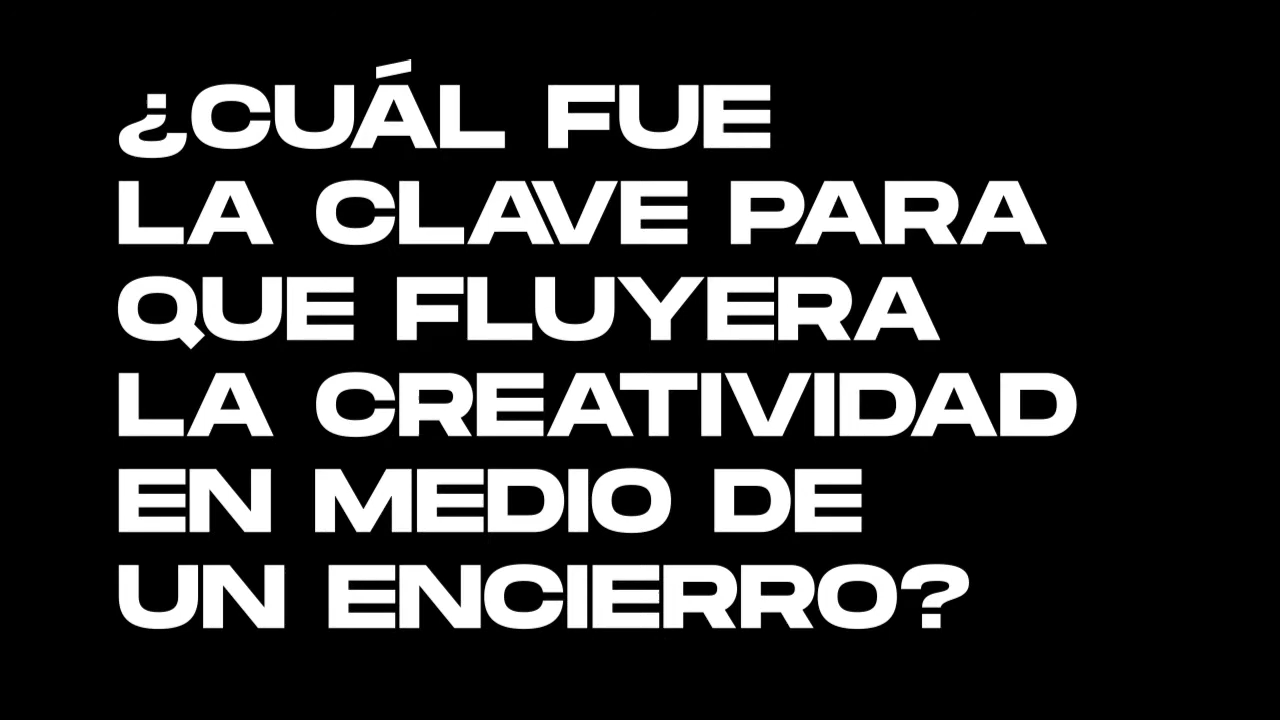 ¿CUÁL FUE
LA CLAVE PARA
QUE FLUYERA
LA CREATIVIDAD
EN MEDIO DE
UN ENCIERRO?